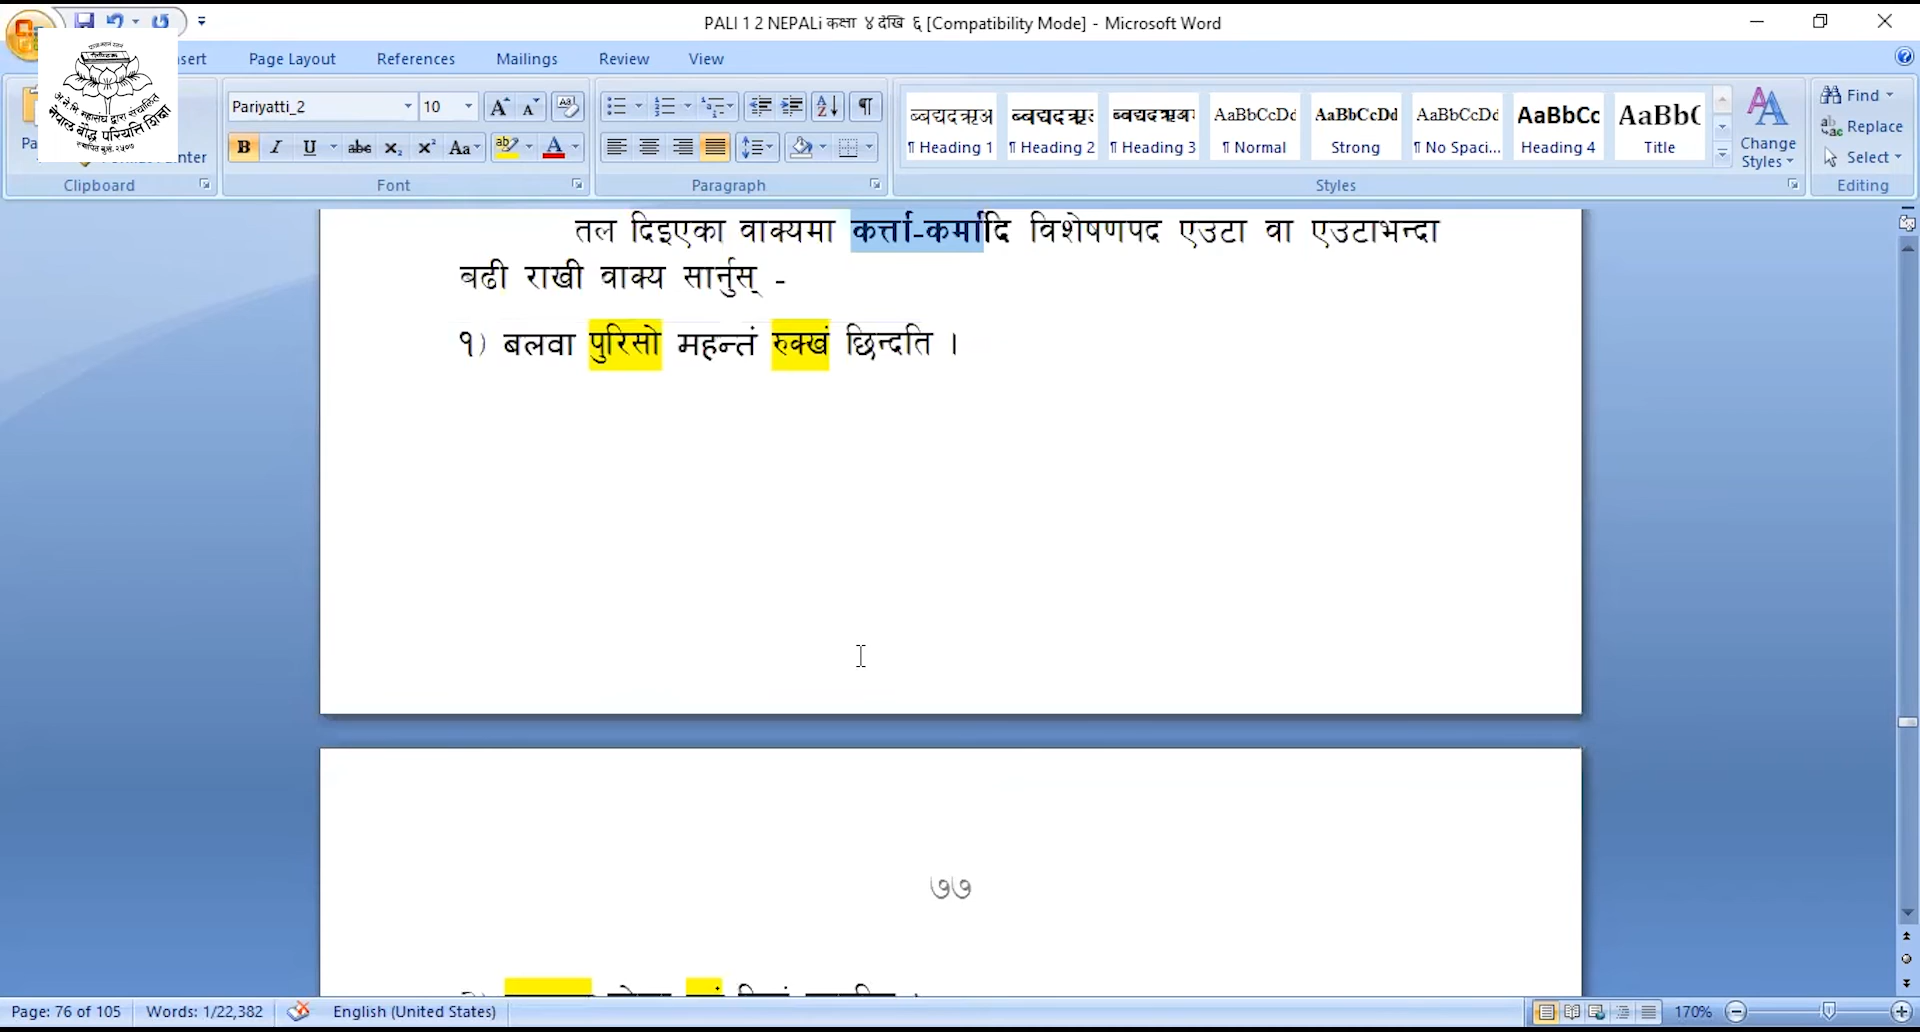 PALI 1 2 NEPALi कक्षा ४ देखि ६ [Compatibility Mode] - Microsoft Word
Page Layout References Mailings Review View
Pariyatti_2 10
Find
Replace
Select
Change Styles
¶ Heading 1 ¶ Heading 2 ¶ Heading 3 ¶ Normal Strong ¶ No Spaci... Heading 4 Title
Clipboard Font Paragraph Styles Editing
नेपाल बौद्ध परियत्ति शिक्षा
तल दिइएका वाक्यमा कर्त्ता-कर्मादि विशेषणपद एउटा वा एउटाभन्दा
बढी राखी वाक्य सार्नुस् -
१) बलवा पुरिसो महन्तं रुक्खं छिन्दति ।
७७
Page: 76 of 105 Words: 1/22,382 English (United States) 170%